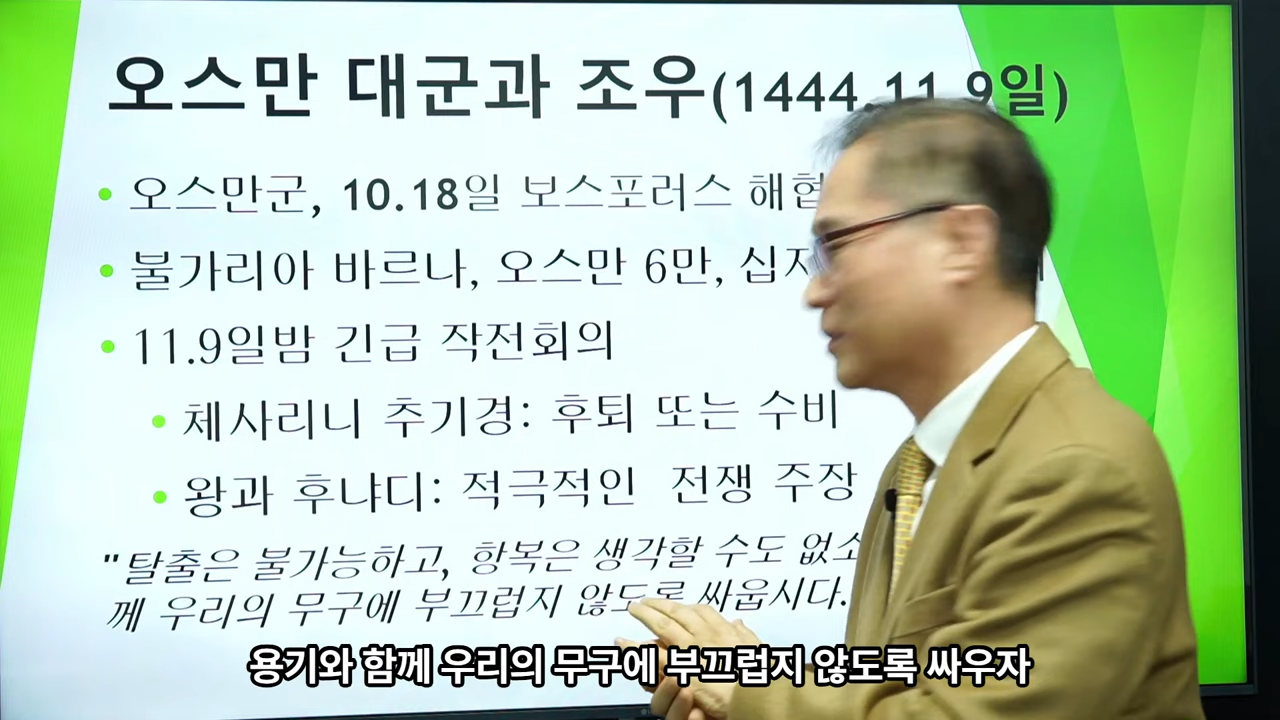 오스만 대군과 조우(1444.11.9일)
오스만군, 10.18일 보스포러스
불가리아 바르나, 오스만 6만,
11.9일밤 긴급 작전회의
체사리니 추기경: 후퇴 또는 수비
왕과 후냐디: 적극적인 전쟁 주장
"탈출은 불가능하고, 항복은 생각할 수도 없소
께 우리의 무구에 부끄럽지 않도록 싸웁시다.
용기와 함께 우리의 무구에 부끄럽지 않도록 싸우자